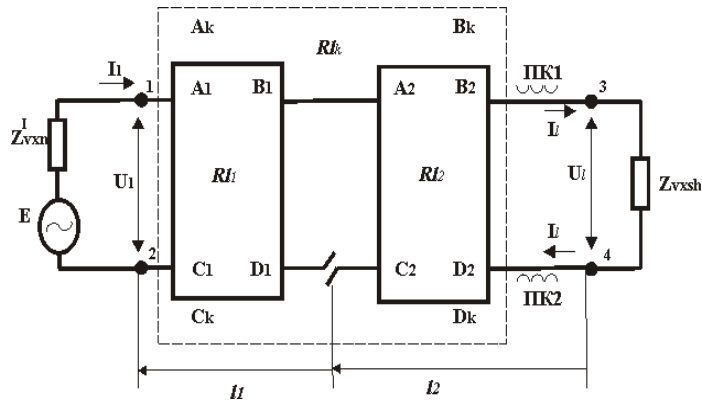 Ak Bk
Rlk
I1 1 ПК1 3
A1 B1 A2 B2
Il
I
Zvxn
U1 Rl1 Rl2 Ul Zvxsh
E
Il
2 C1 D1 C2 D2 4
ПК2
Ck Dk
l1 l2